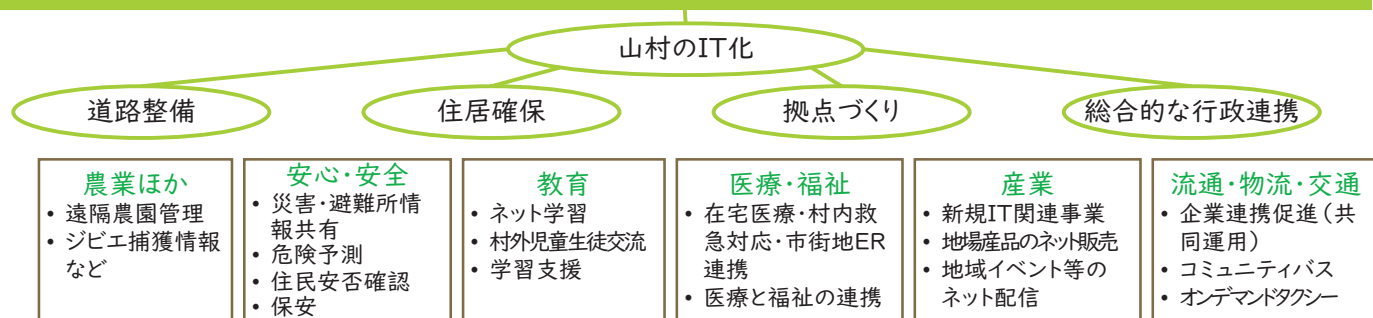 山村のIT化
道路整備
住居確保
拠点づくり
総合的な行政連携
農業ほか
• 遠隔農園管理
• ジビエ捕獲情報
など
安心・安全
• 災害・避難所情
報共有
• 危険予測
• 住民安否確認
• 保安
教育
• ネット学習
• 村外児童生徒交流
• 学習支援
医療・福祉
• 在宅医療・村内救
急対応・市街地ER
連携
• 医療と福祉の連携
産業
• 新規IT関連事業
• 地場産品のネット販売
• 地域イベント等の
ネット配信
流通・物流・交通
• 企業連携促進（共
同運用）
• コミュニティバス
• オンデマンドタクシー